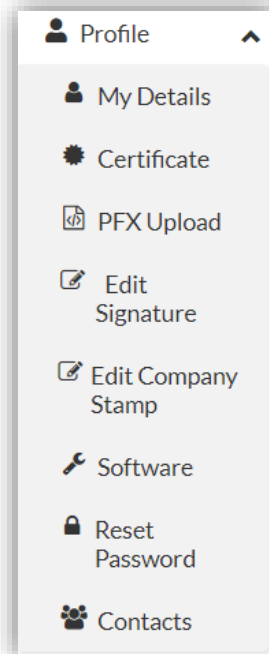 Profile
My Details
Certificate
PFX Upload
Edit
Signature
Edit Company
Stamp
Software
Reset
Password
Contacts